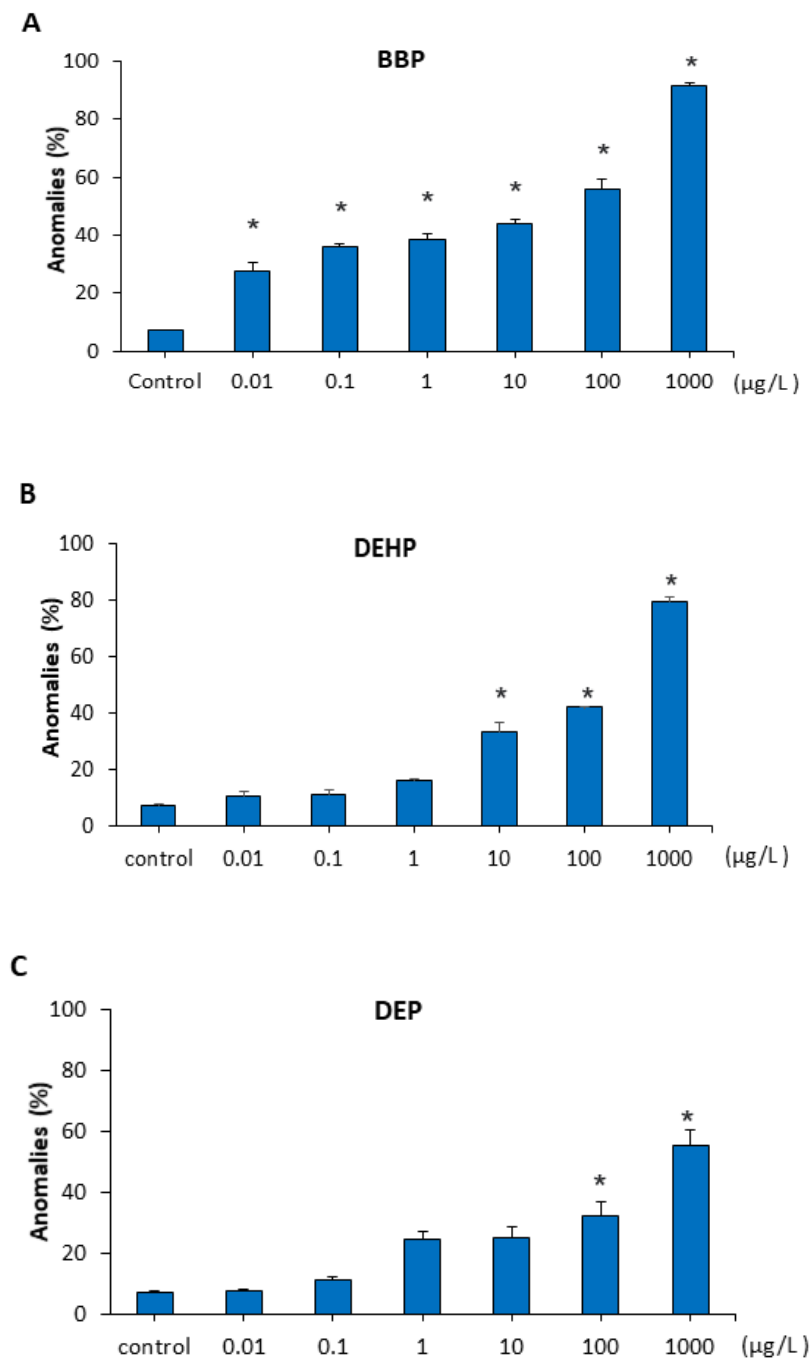 A
BBP
Anomalies (%)
100
80
60
40
20
0
* * * * * *
Control 0.01 0.1 1 10 100 1000 (µg/L )
B
DEHP
Anomalies (%)
100
80
60
40
20
0
* * *
control 0.01 0.1 1 10 100 1000 (µg/L )
C
DEP
Anomalies (%)
100
80
60
40
20
0
* *
control 0.01 0.1 1 10 100 1000 (µg/L )